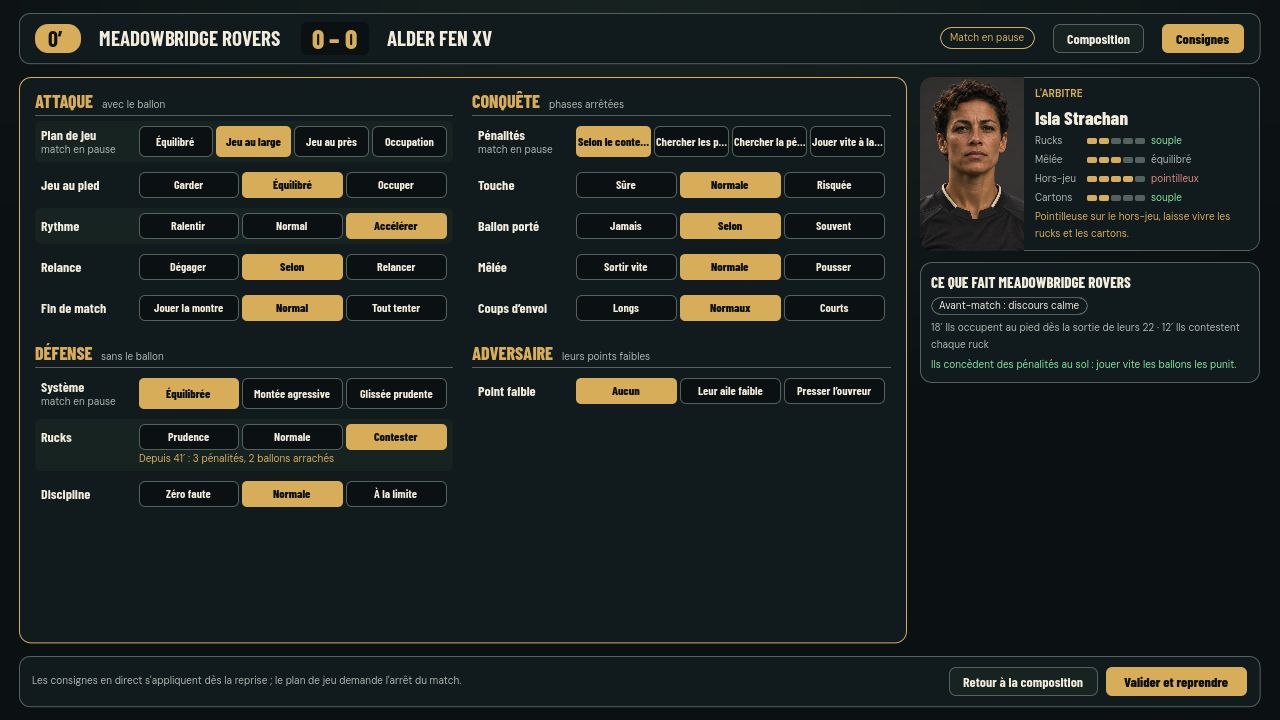 0'
MEADOWBRIDGE ROVERS
0 – 0
ALDER FEN XV
Match en pause
Composition
Consignes
ATTAQUE avec le ballon
Plan de jeu
match en pause
Équilibré
Jeu au large
Jeu au près
Occupation
Jeu au pied
Garder
Équilibré
Occuper
Rythme
Ralentir
Normal
Accélérer
Relance
Dégager
Selon
Relancer
Fin de match
Jouer la montre
Normal
Tout tenter
DÉFENSE sans le ballon
Système
match en pause
Équilibrée
Montée agressive
Glissée prudente
Rucks
Prudence
Normale
Contester
Depuis 41' : 3 pénalités, 2 ballons arrachés
Discipline
Zéro faute
Normale
À la limite
CONQUÊTE phases arrêtées
Pénalités
match en pause
Selon le conte...
Chercher les p...
Chercher la pé...
Jouer vite à la...
Touche
Sûre
Normale
Risquée
Ballon porté
Jamais
Selon
Souvent
Mêlée
Sortir vite
Normale
Pousser
Coups d'envoi
Longs
Normaux
Courts
ADVERSAIRE leurs points faibles
Point faible
Aucun
Leur aile faible
Presser l'ouvreur
L'ARBITRE
Isla Strachan
Rucks souple
Mêlée équilibré
Hors-jeu pointilleux
Cartons souple
Pointilleuse sur le hors-jeu, laisse vivre les
rucks et les cartons.
CE QUE FAIT MEADOWBRIDGE ROVERS
Avant-match : discours calme
18' Ils occupent au pied dès la sortie de leurs 22 · 12' Ils contestent
chaque ruck
Ils concèdent des pénalités au sol : jouer vite les ballons les punit.
Les consignes en direct s'appliquent dès la reprise ; le plan de jeu demande l'arrêt du match.
Retour à la composition
Valider et reprendre